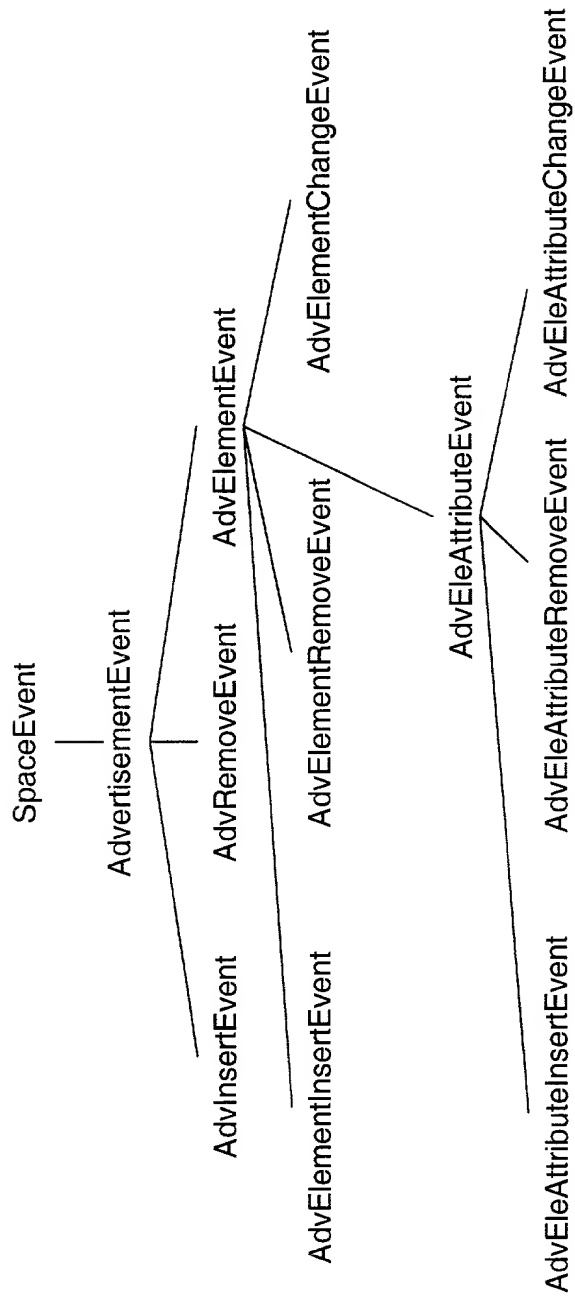 SpaceEvent
AdvertisementEvent
AdvInsertEvent
AdvRemoveEvent
AdvElementEvent
AdvElementInsertEvent
AdvElementRemoveEvent
AdvElementChangeEvent
AdvEleAttributeEvent
AdvEleAttributeInsertEvent
AdvEleAttributeRemoveEvent
AdvEleAttributeChangeEvent